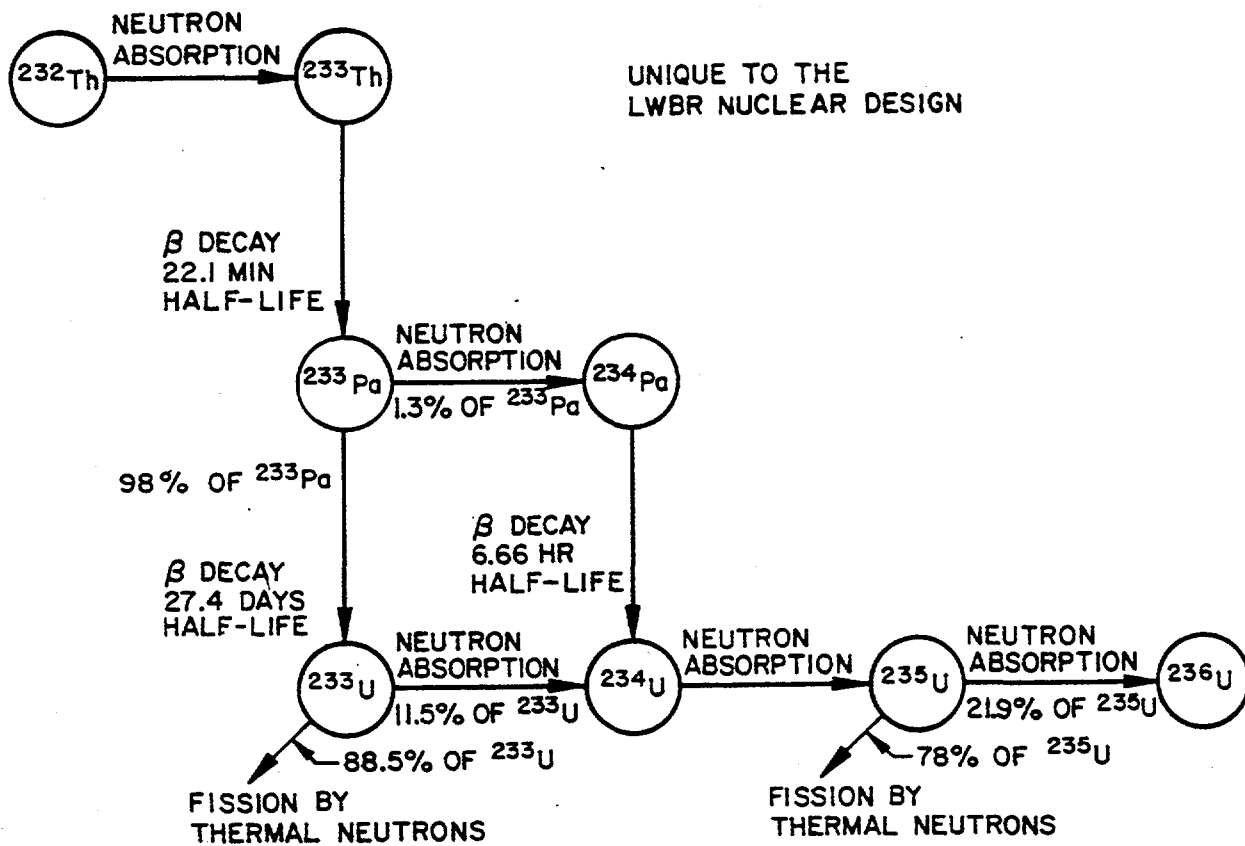 NEUTRON
ABSORPTION
232Th
233Th
UNIQUE TO THE
LWBR NUCLEAR DESIGN
β DECAY
22.1 MIN
HALF-LIFE
NEUTRON
ABSORPTION
233Pa
234Pa
1.3% OF 233Pa
98% OF 233Pa
β DECAY
6.66 HR
HALF-LIFE
β DECAY
27.4 DAYS
HALF-LIFE
NEUTRON
ABSORPTION
NEUTRON
ABSORPTION
NEUTRON
ABSORPTION
233U
234U
235U
236U
11.5% OF 233U
21.9% OF 235U
88.5% OF 233U
78% OF 235U
FISSION BY
THERMAL NEUTRONS
FISSION BY
THERMAL NEUTRONS